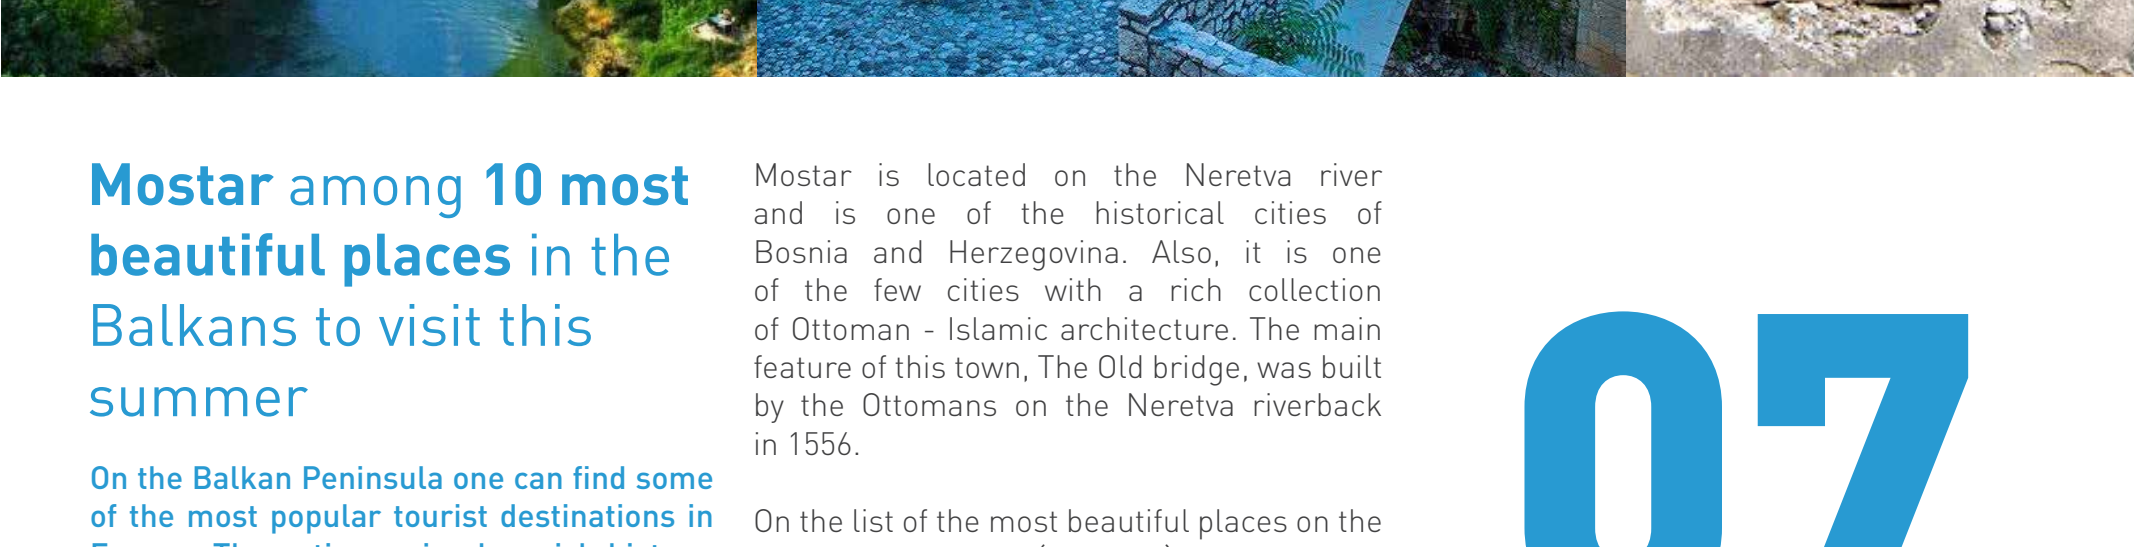 Mostar among 10 most
beautiful places in the
Balkans to visit this
summer
On the Balkan Peninsula one can find some
of the most popular tourist destinations in
Mostar is located on the Neretva river
and is one of the historical cities of
Bosnia and Herzegovina. Also, it is one
of the few cities with a rich collection
of Ottoman - Islamic architecture. The main
feature of this town, The Old bridge, was built
by the Ottomans on the Neretva riverback
in 1556.
On the list of the most beautiful places on the
07